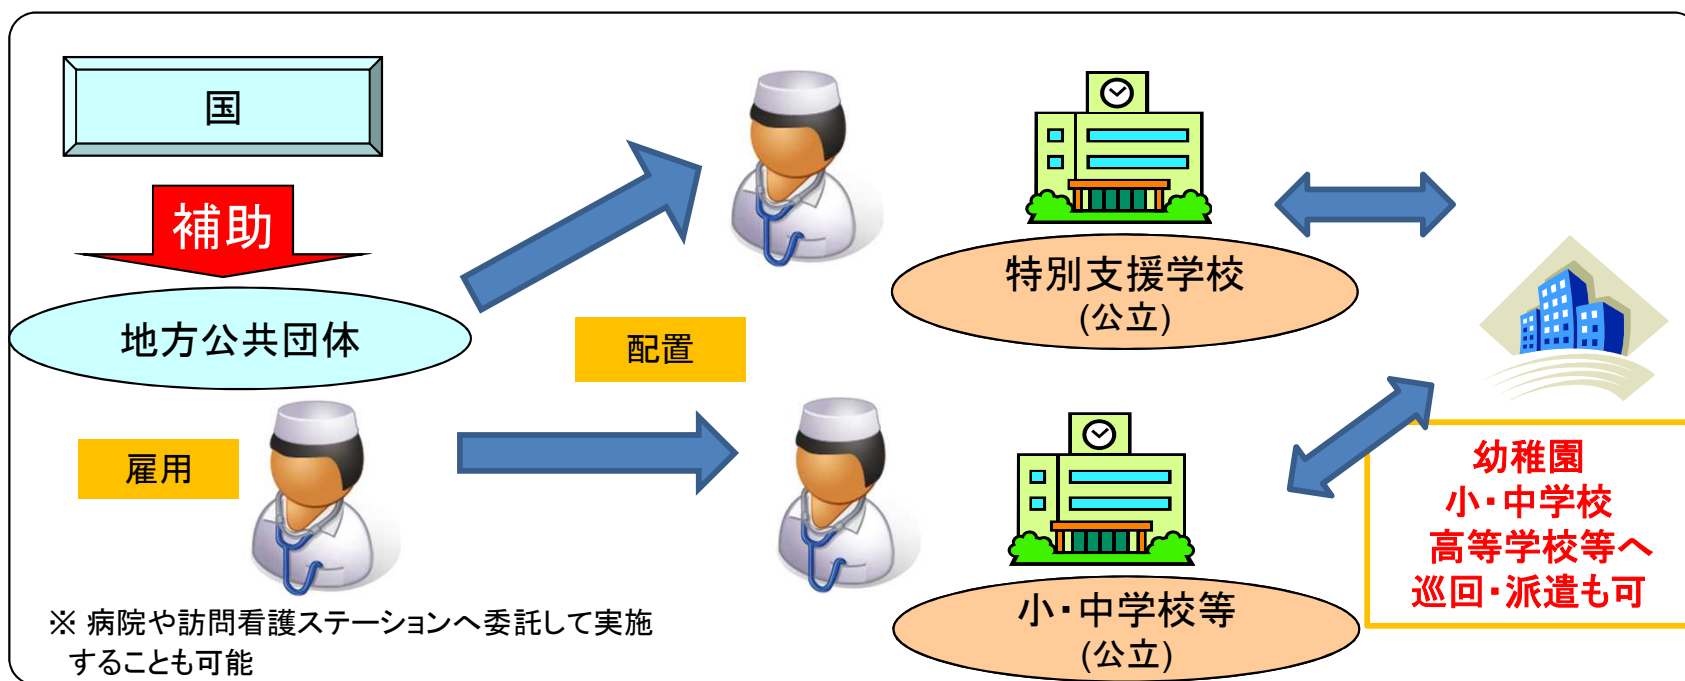 国
補助
地方公共団体
雇用
配置
※ 病院や訪問看護ステーションへ委託して実施
することも可能
特別支援学校
(公立)
小・中学校等
(公立)
幼稚園
小・中学校
高等学校等へ
巡回・派遣も可